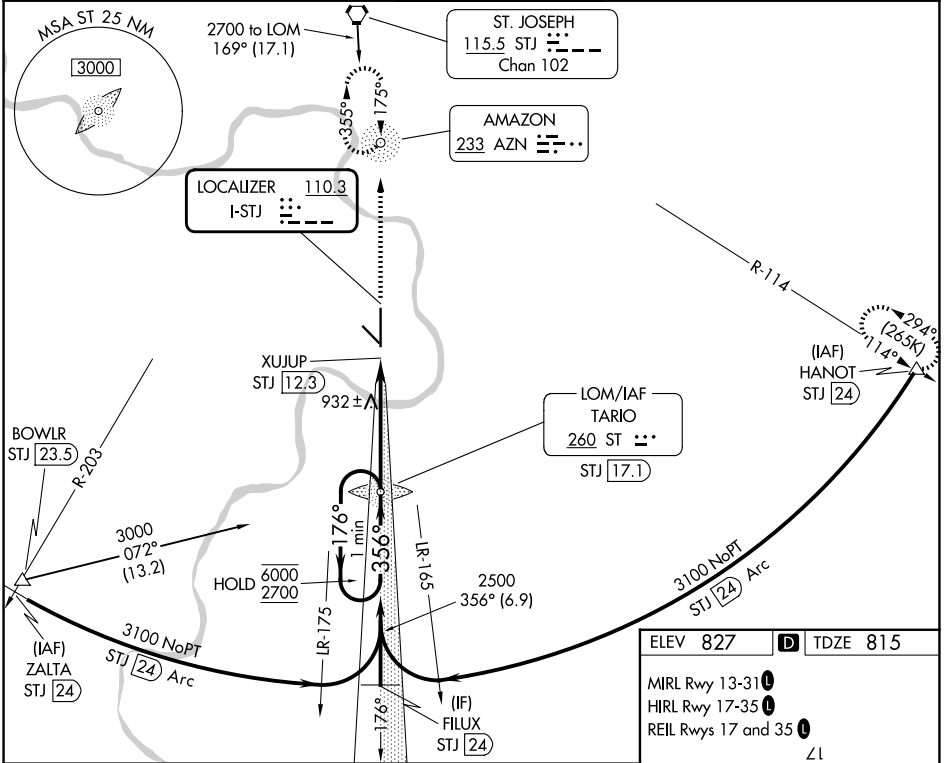 MSA ST 25 NM
3000
2700 to LOM
169° (17.1)
ST. JOSEPH
115.5 STJ
Chan 102
355°
175°
AMAZON
233 AZN
LOCALIZER 110.3
I-STJ
R-114
294°
(265K)
114°
(IAF)
HANOT
STJ 24
XUJUP
STJ 12.3
932±
LOM/IAF
TARIO
260 ST
STJ 17.1
BOWLR
STJ 23.5
R-203
3000
072°
(13.2)
176°
1 min
356°
HOLD 6000
2700
LR-175
LR-165
2500
356° (6.9)
3100 NoPT
STJ 24 Arc
3100 NoPT
STJ 24 Arc
(IAF)
ZALTA
STJ 24
176°
(IF)
FILUX
STJ 24
ELEV 827 D TDZE 815
MIRL Rwy 13-31 L
HIRL Rwy 17-35 L
REIL Rwys 17 and 35 L
17